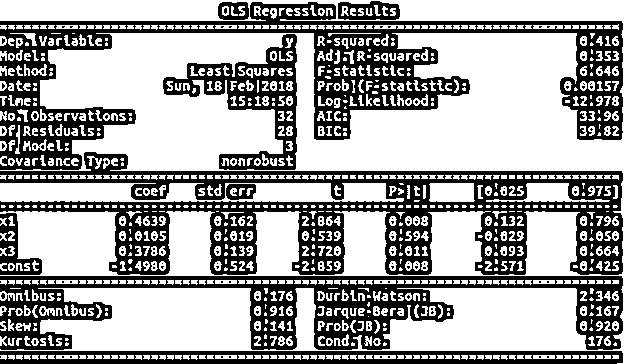 OLS Regression Results
Dep. Variable: y R-squared: 0.416
Model: OLS Adj. R-squared: 0.353
Method: Least Squares F-statistic: 6.646
Date: Sun, 18 Feb 2018 Prob (F-statistic): 0.00157
Time: 15:18:50 Log-Likelihood: -12.978
No. Observations: 32 AIC: 33.96
Df Residuals: 28 BIC: 39.82
Df Model: 3
Covariance Type: nonrobust
coef std err t P>|t| [0.025 0.975]
x1 0.4639 0.162 2.864 0.008 0.132 0.796
x2 0.0105 0.019 0.539 0.594 -0.029 0.050
x3 0.3786 0.139 2.720 0.011 0.093 0.664
const -1.4980 0.524 -2.859 0.008 -2.571 -0.425
Omnibus: 0.176 Durbin-Watson: 2.346
Prob(Omnibus): 0.916 Jarque-Bera (JB): 0.167
Skew: 0.141 Prob(JB): 0.920
Kurtosis: 2.786 Cond. No. 176.